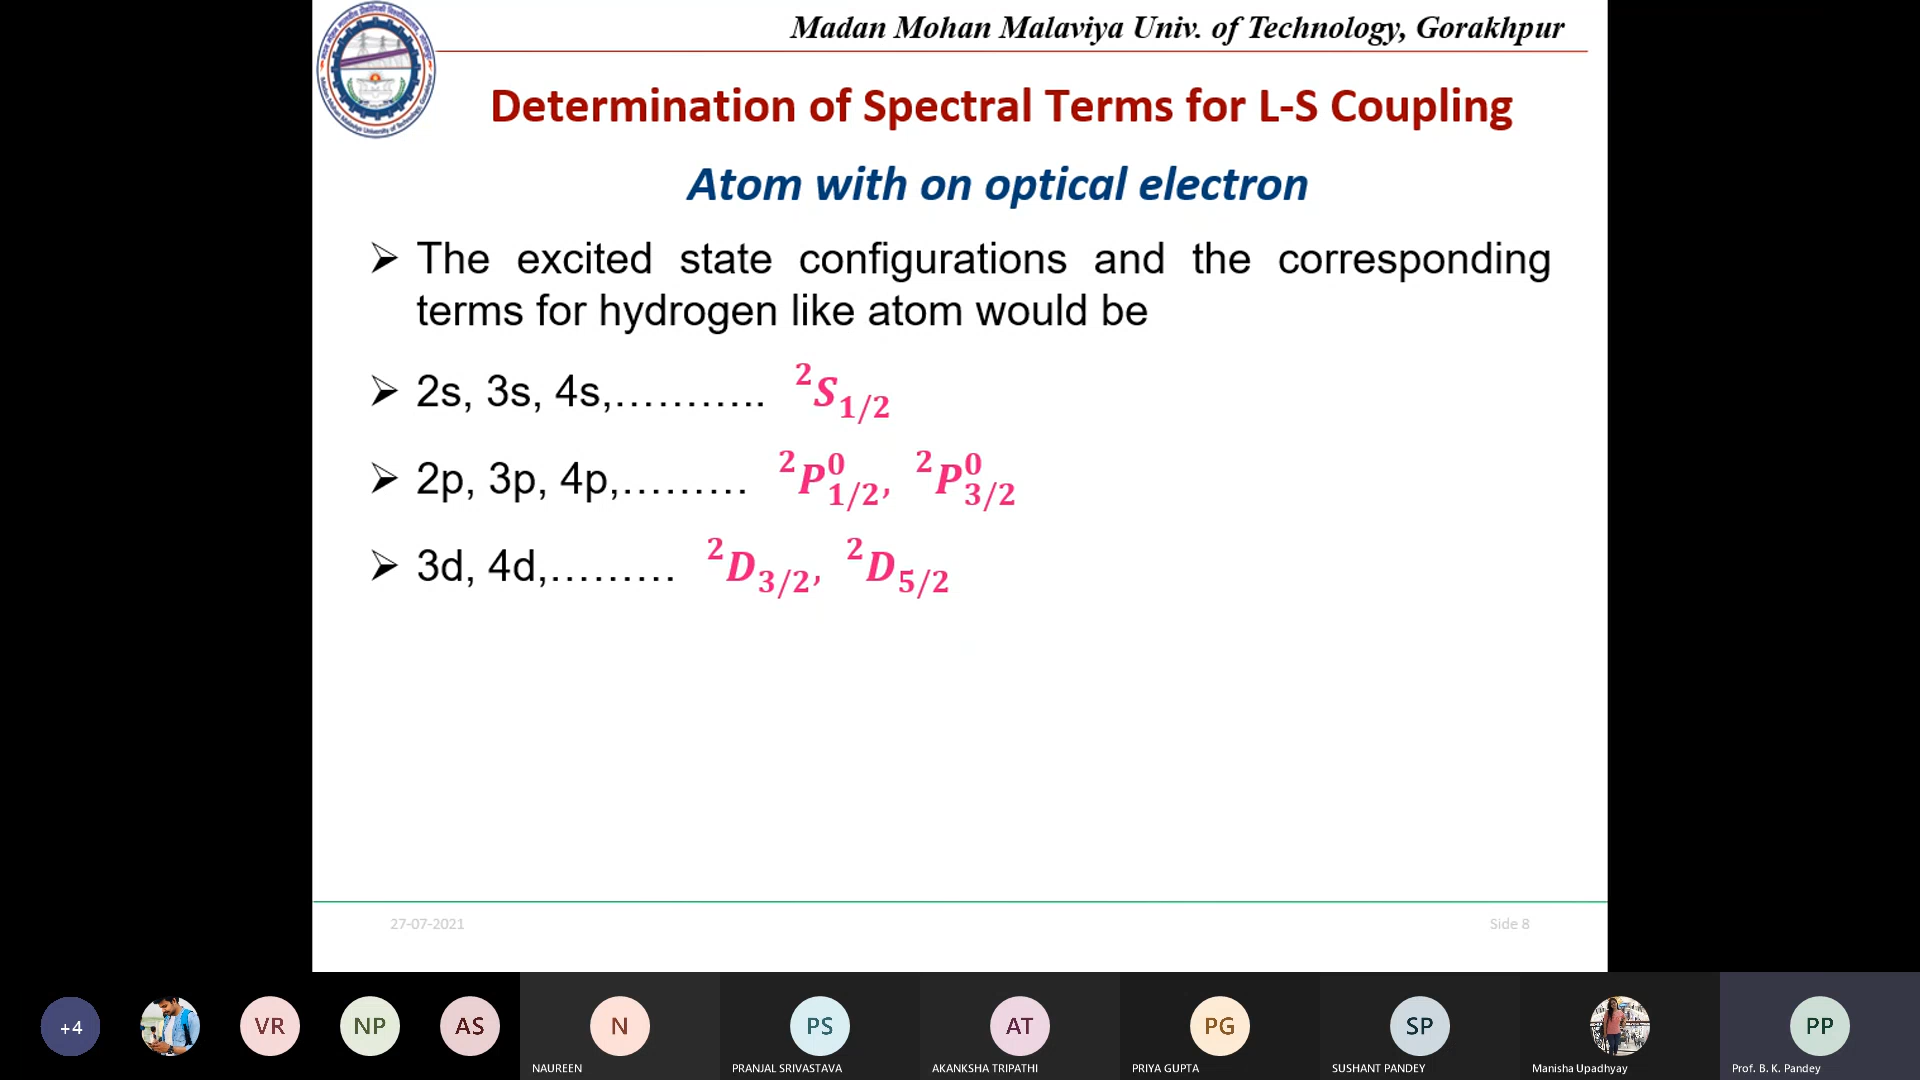 Madan Mohan Malaviya Univ. of Technology, Gorakhpur
Determination of Spectral Terms for L-S Coupling
Atom with on optical electron
➤ The excited state configurations and the corresponding
terms for hydrogen like atom would be
➤ 2s, 3s, 4s,……….. ²S₁/₂
➤ 2p, 3p, 4p,……… ²P⁰₁/₂, ²P⁰₃/₂
➤ 3d, 4d,……… ²D₃/₂, ²D₅/₂
27-07-2021 Side 8
+4 VR NP AS N PS AT PG SP PP
NAUREEN PRANJAL SRIVASTAVA AKANKSHA TRIPATHI PRIYA GUPTA SUSHANT PANDEY Manisha Upadhyay Prof. B. K. Pandey